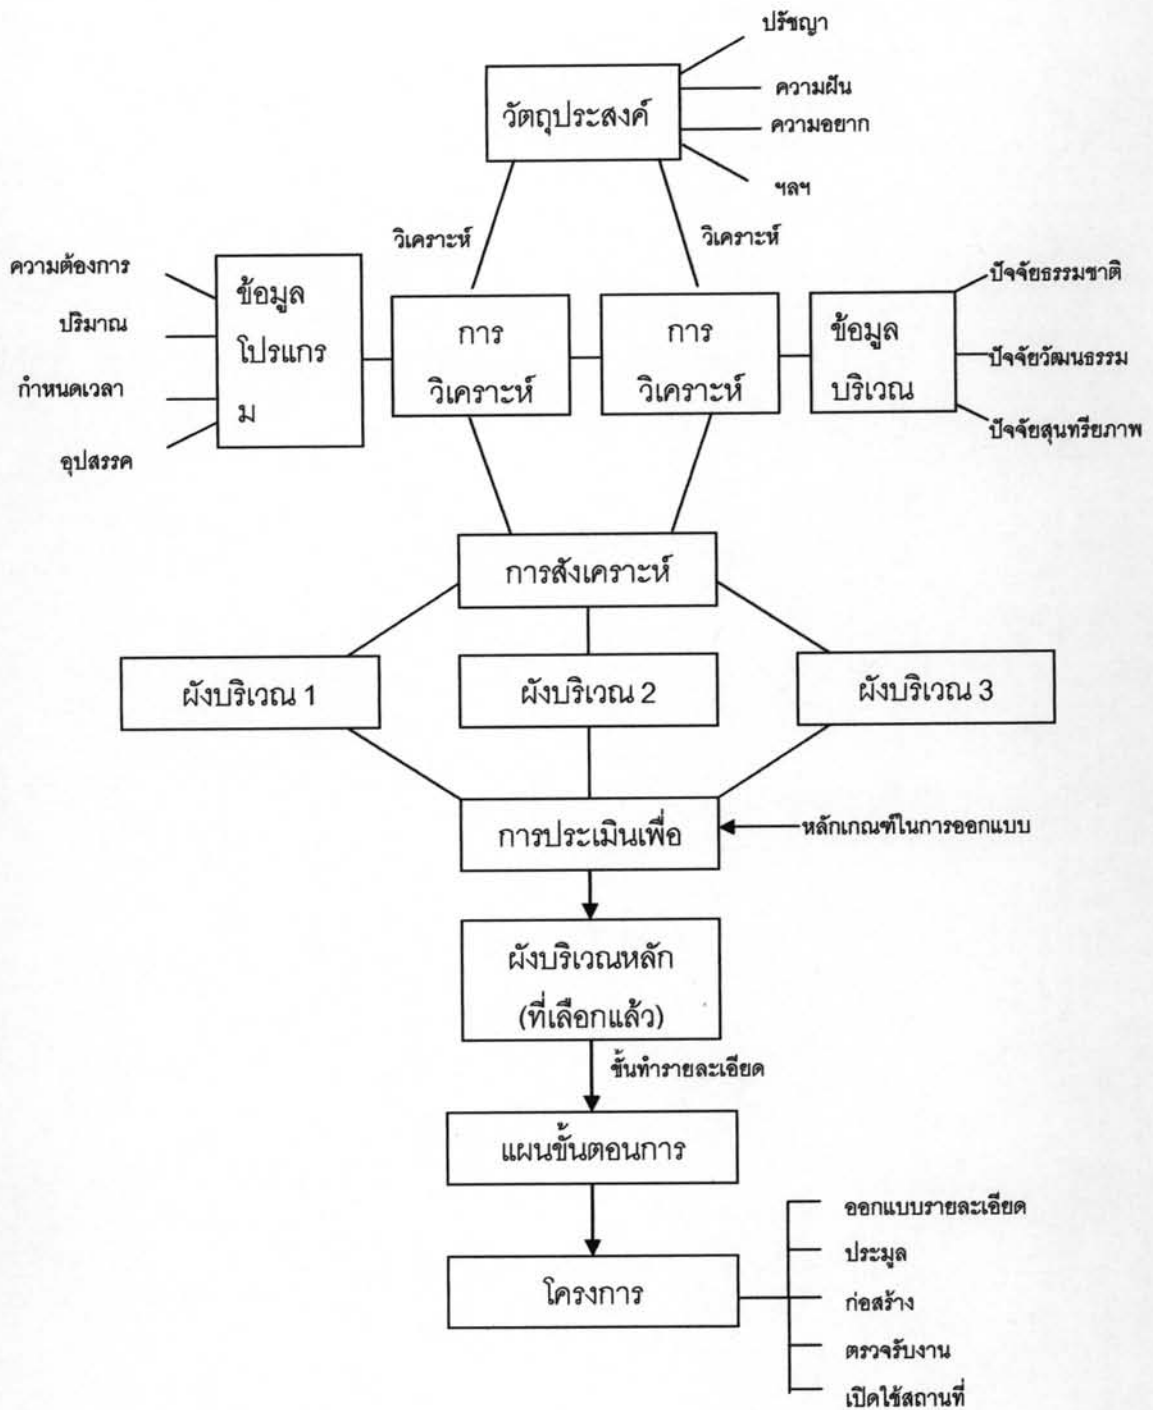 ปรัชญา
วัตถุประสงค์
ความฝัน
ความอยาก
ฯลฯ
วิเคราะห์
วิเคราะห์
ความต้องการ
ปริมาณ
กำหนดเวลา
อุปสรรค
ข้อมูล
โปรแกร
ม
การ
วิเคราะห์
การ
วิเคราะห์
ข้อมูล
บริเวณ
ปัจจัยธรรมชาติ
ปัจจัยวัฒนธรรม
ปัจจัยสุนทรียภาพ
การสังเคราะห์
ผังบริเวณ 1
ผังบริเวณ 2
ผังบริเวณ 3
การประเมินเพื่อ
หลักเกณฑ์ในการออกแบบ
ผังบริเวณหลัก
(ที่เลือกแล้ว)
ขั้นทำรายละเอียด
แผนขั้นตอนการ
โครงการ
ออกแบบรายละเอียด
ประมูล
ก่อสร้าง
ตรวจรับงาน
เปิดใช้สถานที่